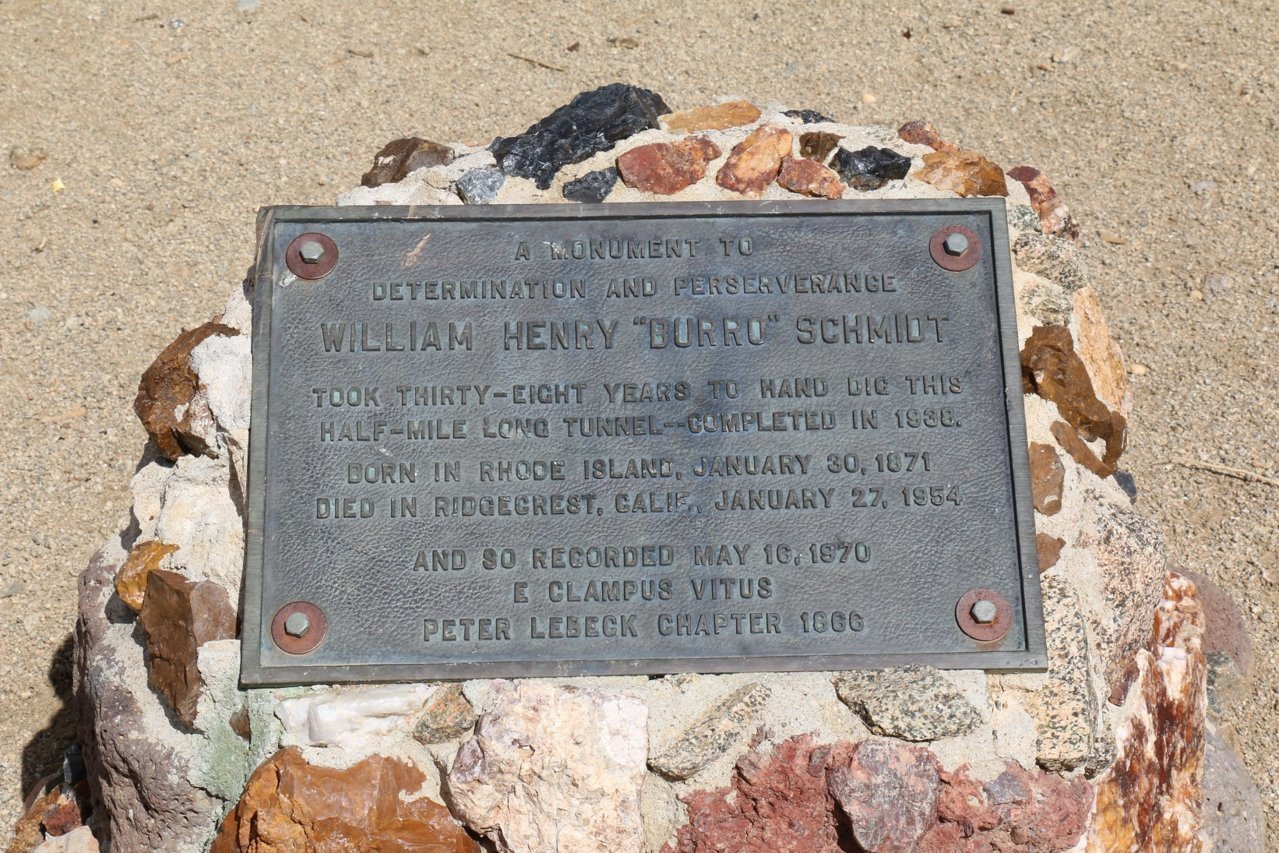 A MONUMENT TO
DETERMINATION AND PERSERVERANCE
WILLIAM HENRY "BURRO" SCHMIDT
TOOK THIRTY-EIGHT YEARS TO HAND DIG THIS
HALF-MILE LONG TUNNEL--COMPLETED IN 1938.
BORN IN RHODE ISLAND, JANUARY 30, 1871
DIED IN RIDGECREST, CALIF., JANUARY 27, 1954
AND SO RECORDED MAY 16, 1970
E CLAMPUS VITUS
PETER LEBECK CHAPTER 1866